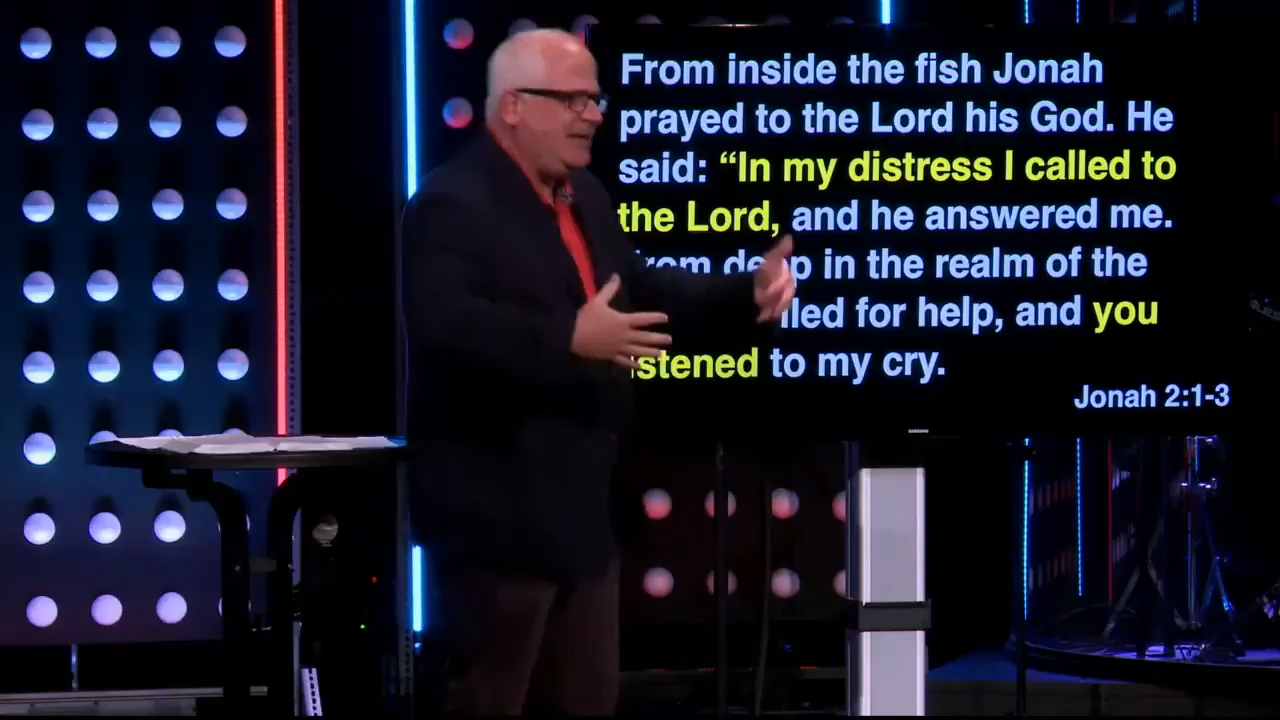 From inside the fish Jonah
prayed to the Lord his God. He
said: “In my distress I called to
the Lord, and he answered me.
in the realm of the
for help, and you
to my cry.
Jonah 2:1-3
SAMSUNG